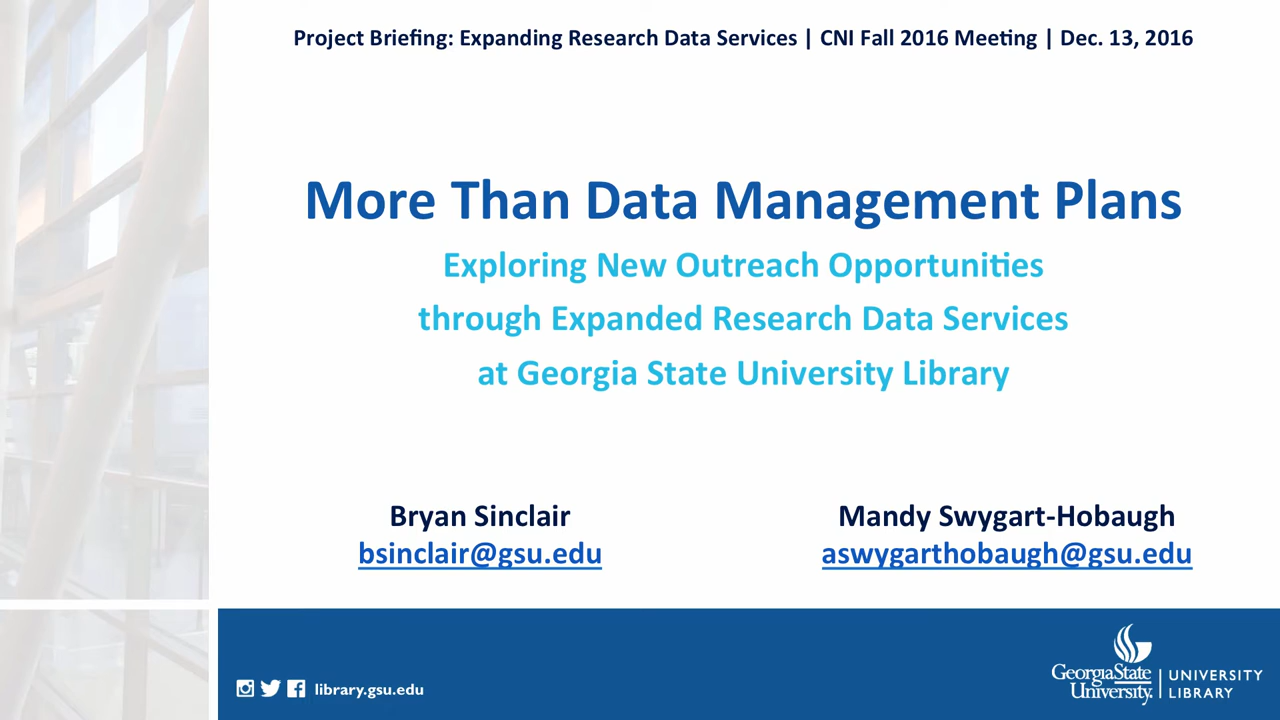 Project Briefing: Expanding Research Data Services | CNI Fall 2016 Meeting | Dec. 13, 2016
More Than Data Management Plans
Exploring New Outreach Opportunities
through Expanded Research Data Services
at Georgia State University Library
Bryan Sinclair
bsinclair@gsu.edu
Mandy Swygart-Hobaugh
aswygarthobaugh@gsu.edu
library.gsu.edu
GeorgiaState
University.
UNIVERSITY
LIBRARY